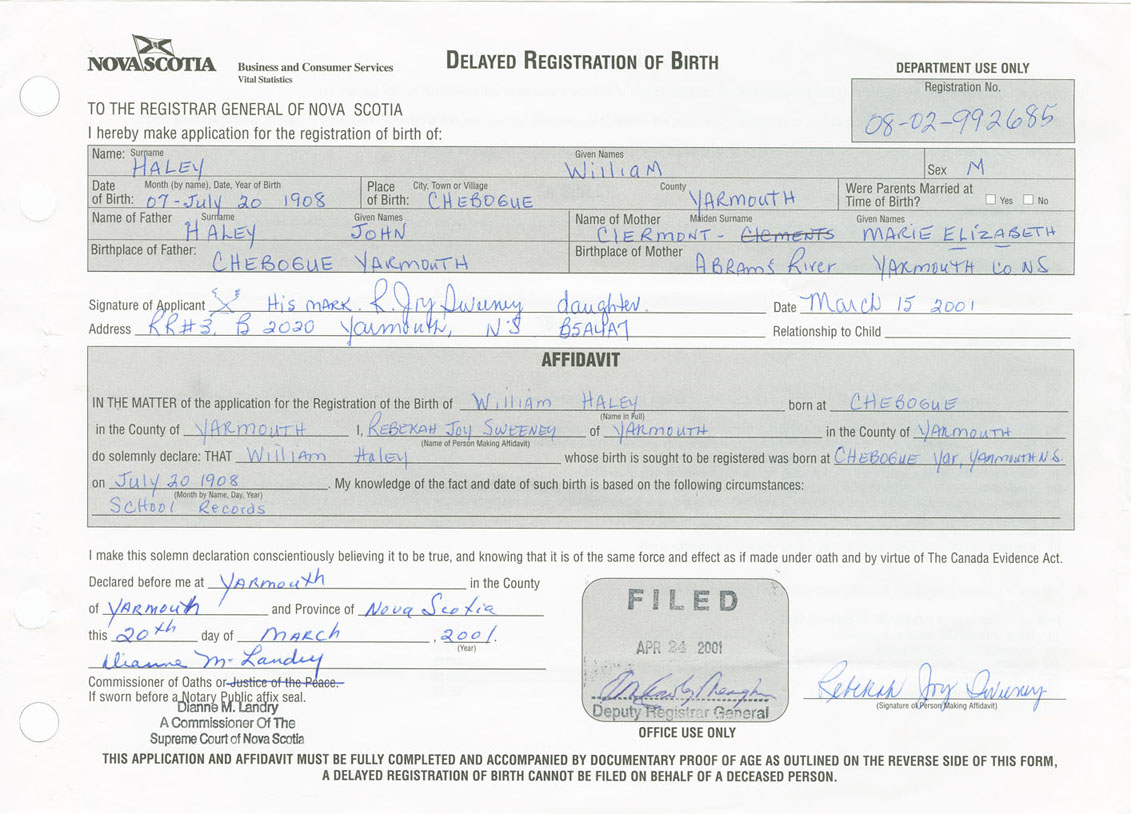 NOVA SCOTIA
Business and Consumer Services
Vital Statistics
DELAYED REGISTRATION OF BIRTH
DEPARTMENT USE ONLY
Registration No.
08-02-992685
TO THE REGISTRAR GENERAL OF NOVA SCOTIA
I hereby make application for the registration of birth of:
Name: Surname HALEY Given Names William Sex M
Date of Birth: Month (by name), Date, Year of Birth 07-July 20 1908 Place of Birth: City, Town or Village CHEBOGUE County YARMOUTH Were Parents Married at Time of Birth? Yes No
Name of Father Surname HALEY Given Names JOHN Name of Mother Maiden Surname CLERMONT - Clements Given Names MARIE ELIZABETH
Birthplace of Father: CHEBOGUE YARMOUTH Birthplace of Mother ABRAMS River YARMOUTH Co NS
Signature of Applicant X His MARK. R. Joy Sweeney daughter. Date March 15 2001
Address RR#3, B 2020 Yarmouth, NS B5A4A7 Relationship to Child
AFFIDAVIT
IN THE MATTER of the application for the Registration of the Birth of William HALEY born at CHEBOGUE
(Name in Full)
in the County of YARMOUTH I, REBEKAH JOY SWEENEY of YARMOUTH in the County of YARMOUTH
(Name of Person Making Affidavit)
do solemnly declare: THAT William Haley whose birth is sought to be registered was born at CHEBOGUE Yar, YARMOUTH N.S.
on July 20 1908. My knowledge of the fact and date of such birth is based on the following circumstances:
(Month by Name, Day, Year)
SCHOOL Records
I make this solemn declaration conscientiously believing it to be true, and knowing that it is of the same force and effect as if made under oath and by virtue of The Canada Evidence Act.
Declared before me at YARMOUTH in the County
of YARMOUTH and Province of Nova Scotia
this 20th day of MARCH, 2001.
(Year)
Dianne M. Landry
Commissioner of Oaths or Justice of the Peace.
If sworn before a Notary Public affix seal.
Dianne M. Landry
A Commissioner Of The
Supreme Court of Nova Scotia
FILED
APR 24 2001
Deputy Registrar General
OFFICE USE ONLY
Rebekah Joy Sweeney
(Signature of Person Making Affidavit)
THIS APPLICATION AND AFFIDAVIT MUST BE FULLY COMPLETED AND ACCOMPANIED BY DOCUMENTARY PROOF OF AGE AS OUTLINED ON THE REVERSE SIDE OF THIS FORM,
A DELAYED REGISTRATION OF BIRTH CANNOT BE FILED ON BEHALF OF A DECEASED PERSON.